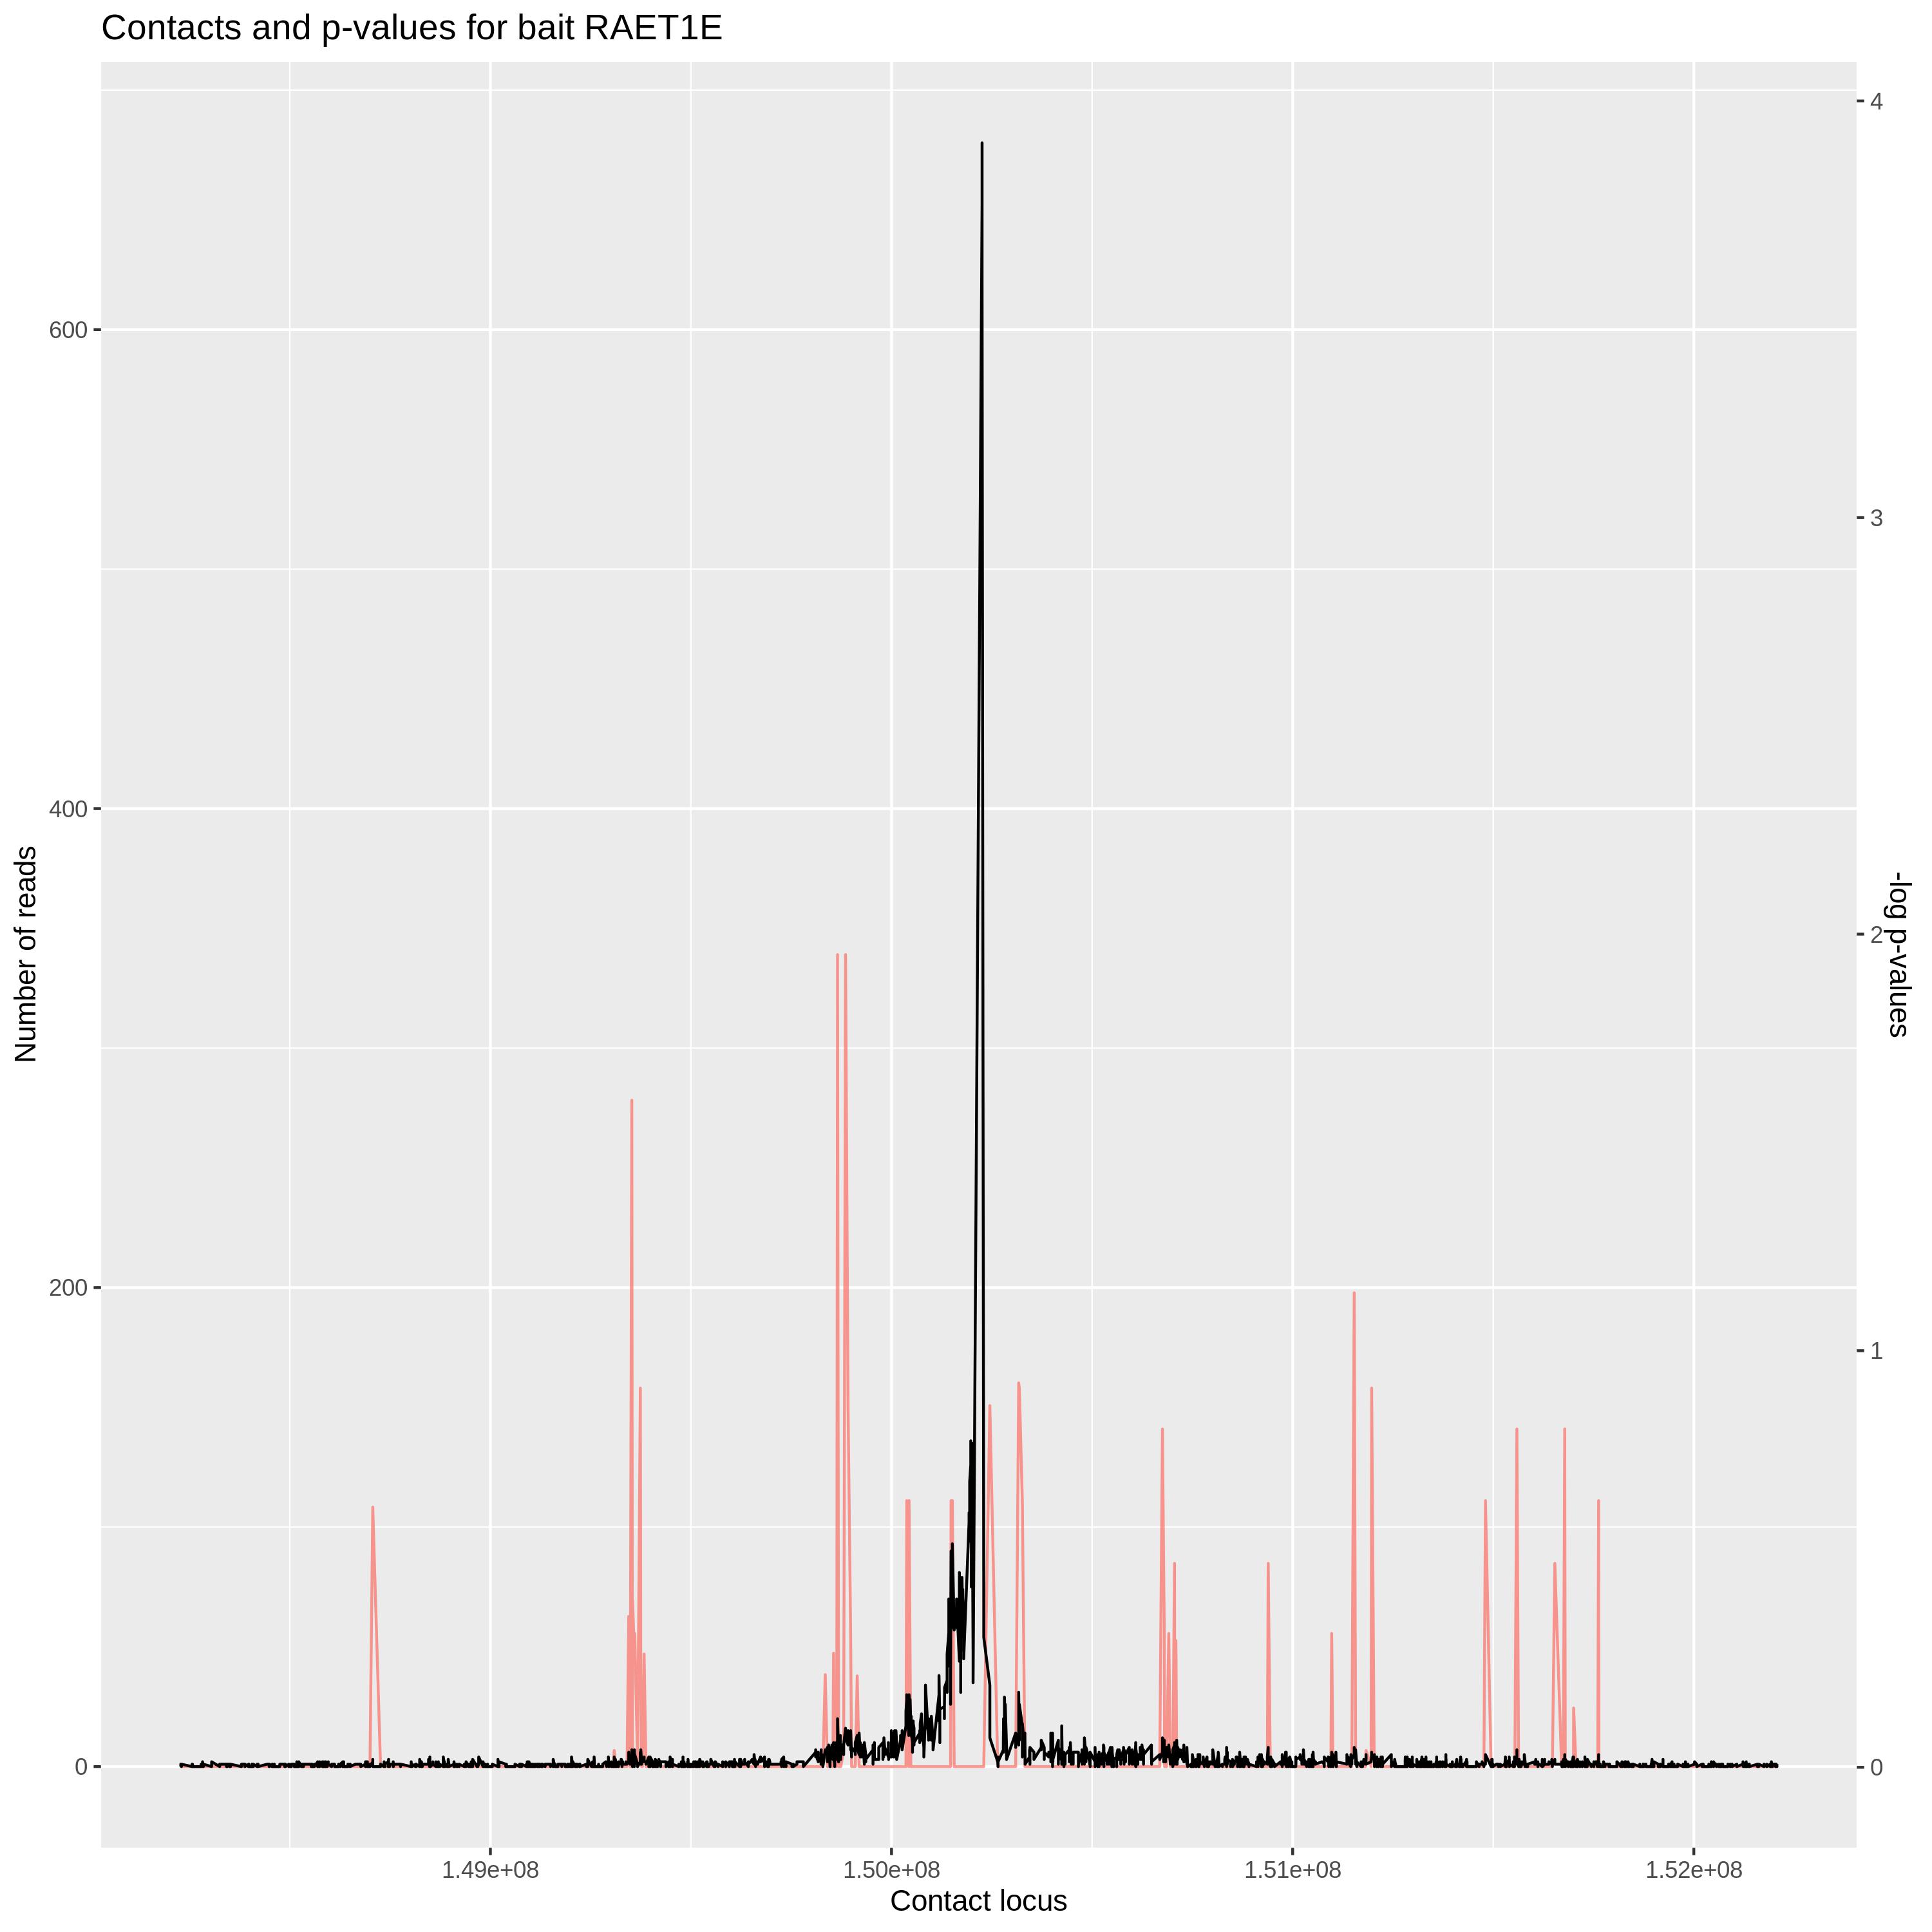 Contacts and p-values for bait RAET1E
4
600
3
400
Number of reads
-log p-values
2
200
1
0
0
1.49e+08
1.50e+08
1.51e+08
1.52e+08
Contact locus